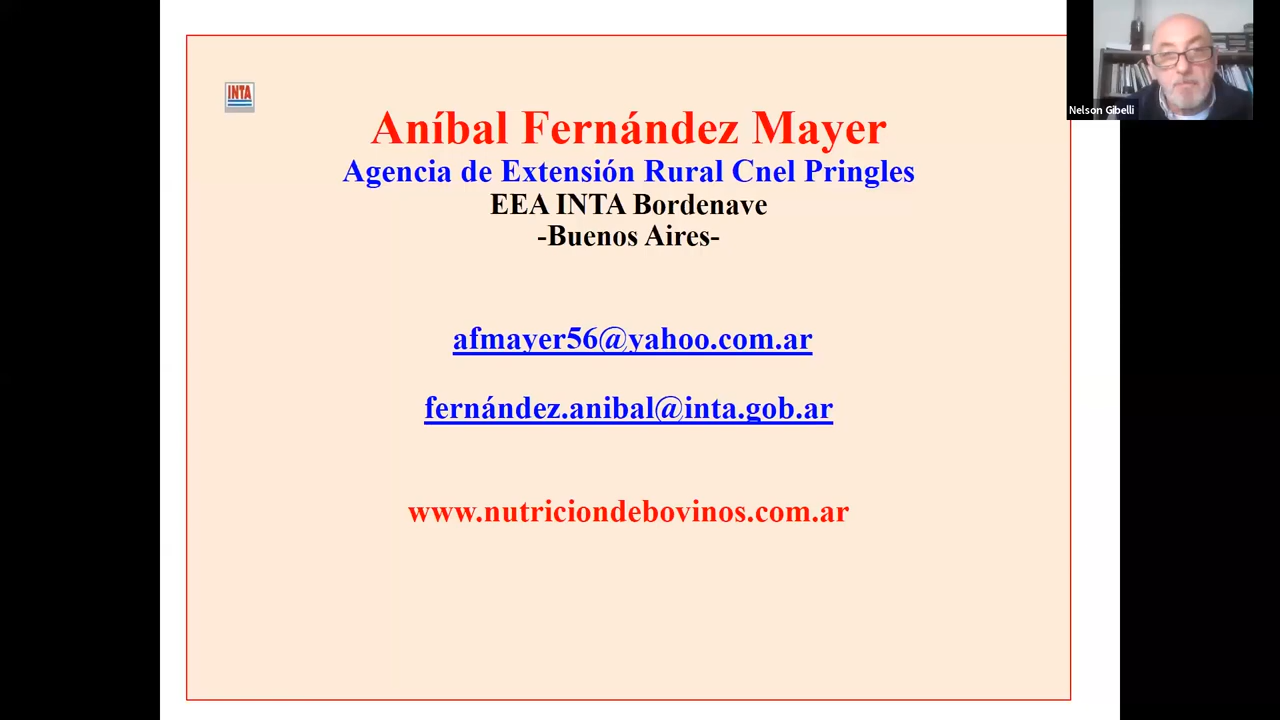 INTA
Nelson Gibelli
Aníbal Fernández Mayer
Agencia de Extensión Rural Cnel Pringles
EEA INTA Bordenave
-Buenos Aires-
afmayer56@yahoo.com.ar
fernández.anibal@inta.gob.ar
www.nutriciondebovinos.com.ar